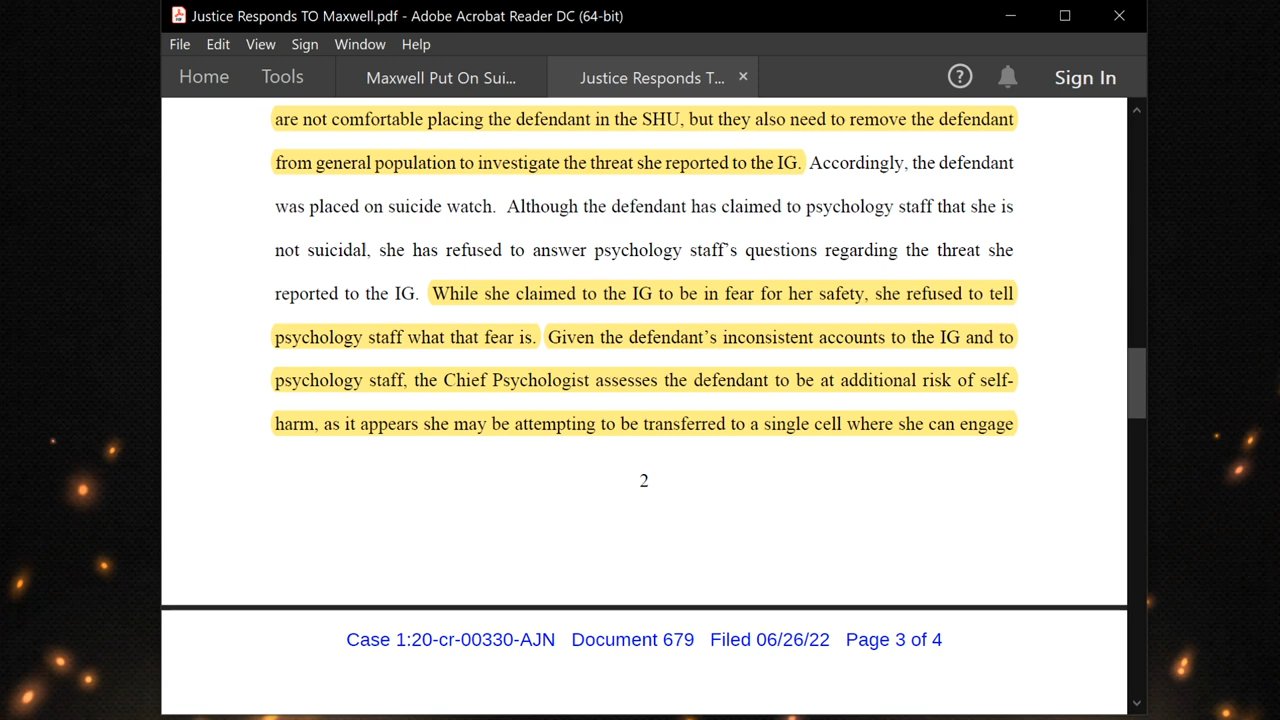 Justice Responds TO Maxwell.pdf - Adobe Acrobat Reader DC (64-bit)
File Edit View Sign Window Help
Home Tools Maxwell Put On Sui... Justice Responds T... × ? Sign In
are not comfortable placing the defendant in the SHU, but they also need to remove the defendant
from general population to investigate the threat she reported to the IG. Accordingly, the defendant
was placed on suicide watch. Although the defendant has claimed to psychology staff that she is
not suicidal, she has refused to answer psychology staff’s questions regarding the threat she
reported to the IG. While she claimed to the IG to be in fear for her safety, she refused to tell
psychology staff what that fear is. Given the defendant’s inconsistent accounts to the IG and to
psychology staff, the Chief Psychologist assesses the defendant to be at additional risk of self-
harm, as it appears she may be attempting to be transferred to a single cell where she can engage
2
Case 1:20-cr-00330-AJN Document 679 Filed 06/26/22 Page 3 of 4